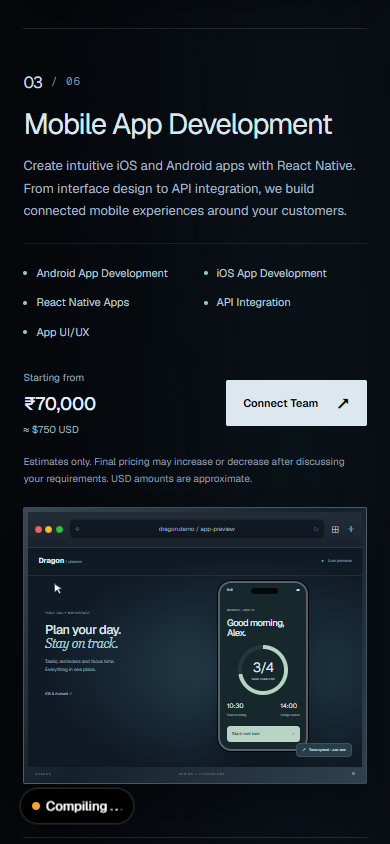 03 / 06
Mobile App Development
Create intuitive iOS and Android apps with React Native.
From interface design to API integration, we build
connected mobile experiences around your customers.
Android App Development
iOS App Development
React Native Apps
API Integration
App UI/UX
Starting from
₹70,000
≈ $750 USD
Connect Team ↗
Estimates only. Final pricing may increase or decrease after discussing
your requirements. USD amounts are approximate.
dragon.demo / app-preview
Dragon
Live preview
Plan your day.
Stay on track.
Tasks, reminders and focus time.
Everything in one place.
iOS & Android
Good morning,
Alex.
3/4
10:30
14:00
Compiling ...